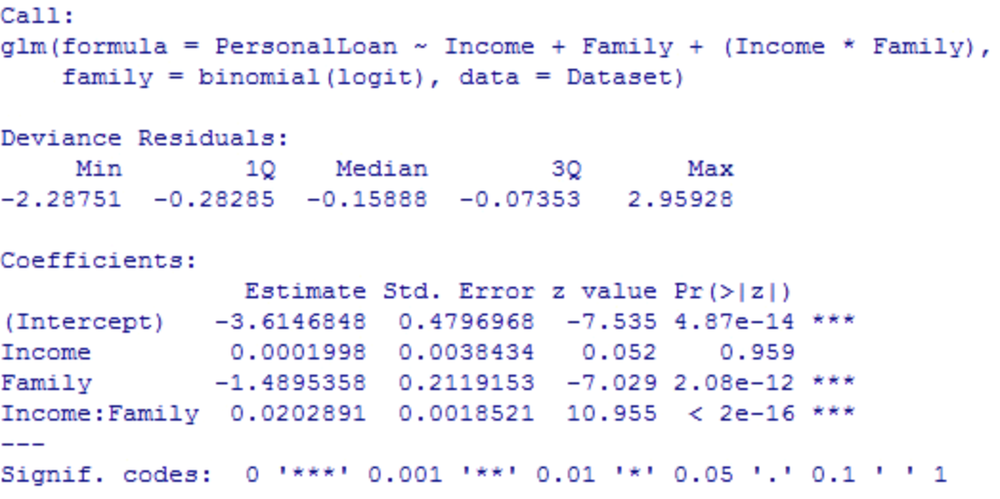 Call:
glm(formula = PersonalLoan ~ Income + Family + (Income * Family),
    family = binomial(logit), data = Dataset)
Deviance Residuals:
     Min       1Q   Median       3Q      Max
-2.28751 -0.28285 -0.15888 -0.07353  2.95928
Coefficients:
                Estimate Std. Error z value Pr(>|z|)
(Intercept)   -3.6146848  0.4796968  -7.535 4.87e-14 ***
Income         0.0001998  0.0038434   0.052    0.959
Family        -1.4895358  0.2119153  -7.029 2.08e-12 ***
Income:Family  0.0202891  0.0018521  10.955  < 2e-16 ***
---
Signif. codes:  0 '***' 0.001 '**' 0.01 '*' 0.05 '.' 0.1 ' ' 1